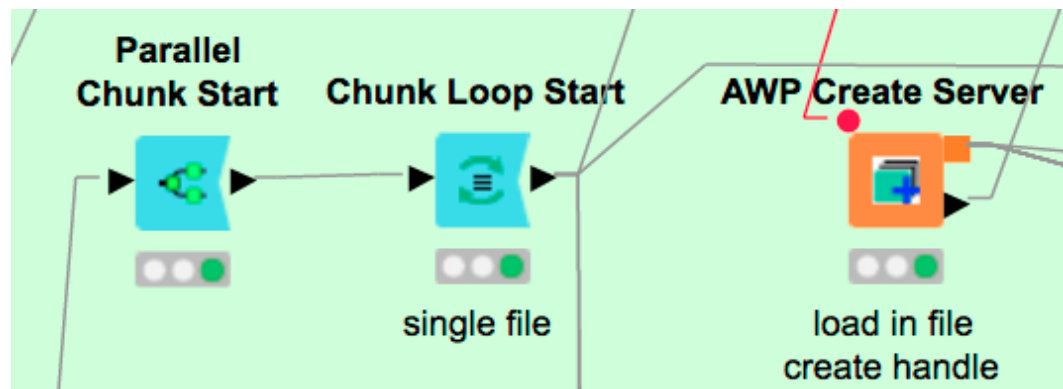 Parallel
Chunk Start
Chunk Loop Start
AWP Create Server
single file
load in file
create handle